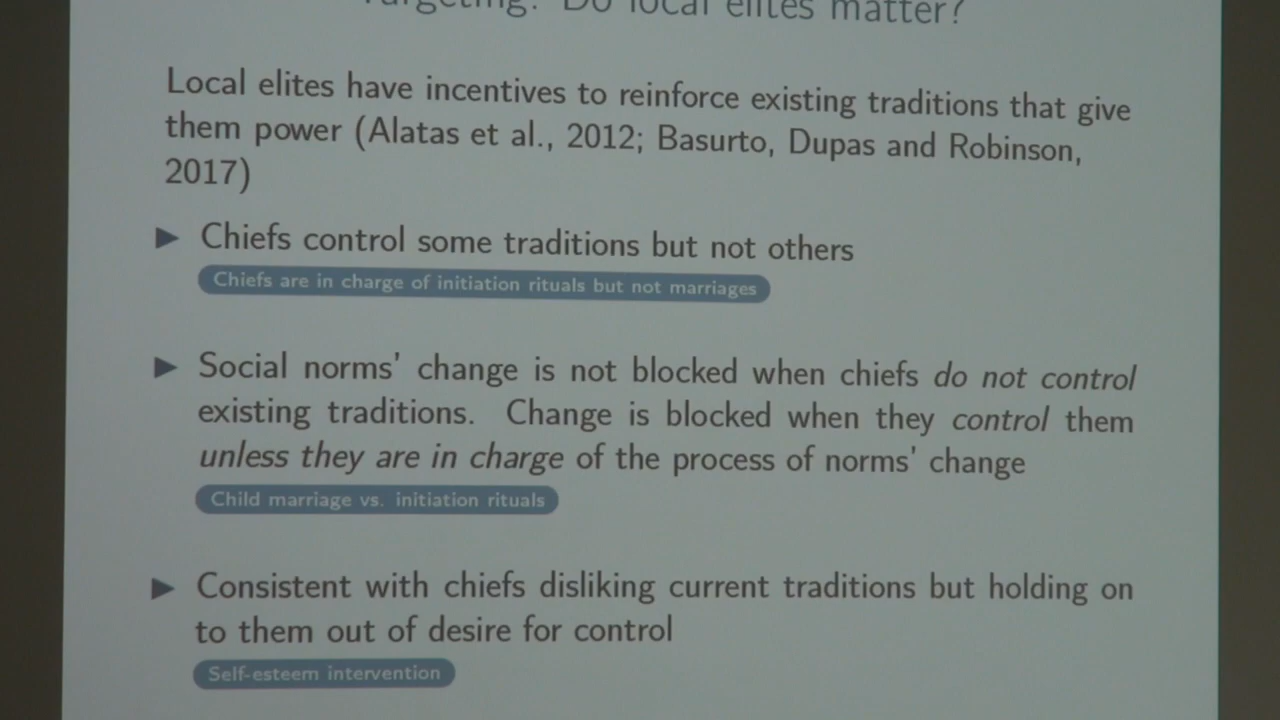 Targeting: Do local elites matter?
Local elites have incentives to reinforce existing traditions that give
them power (Alatas et al., 2012; Basurto, Dupas and Robinson,
2017)
▶ Chiefs control some traditions but not others
Chiefs are in charge of initiation rituals but not marriages
▶ Social norms' change is not blocked when chiefs do not control
existing traditions. Change is blocked when they control them
unless they are in charge of the process of norms' change
Child marriage vs. initiation rituals
▶ Consistent with chiefs disliking current traditions but holding on
to them out of desire for control
Self-esteem intervention